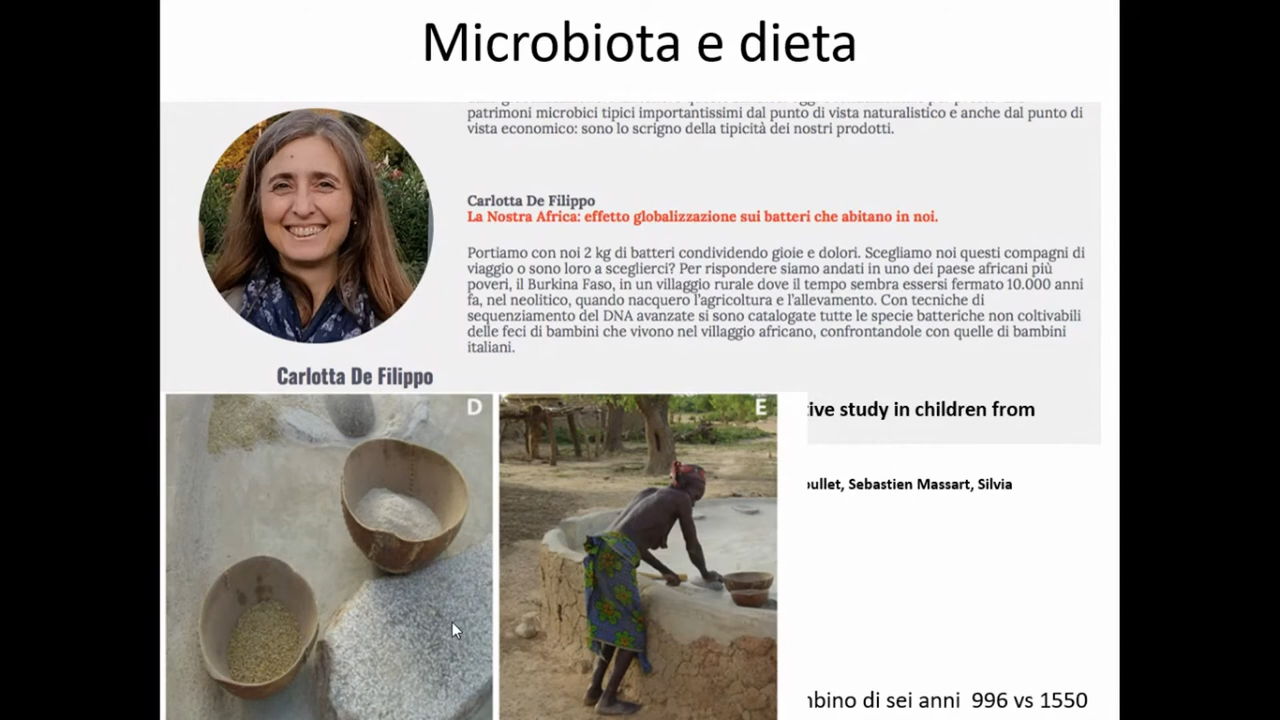 Microbiota e dieta
patrimoni microbici tipici importantissimi dal punto di vista naturalistico e anche dal punto di
vista economico: sono lo scrigno della tipicità dei nostri prodotti.
Carlotta De Filippo
La Nostra Africa: effetto globalizzazione sui batteri che abitano in noi.
Portiamo con noi 2 kg di batteri condividendo gioie e dolori. Scegliamo noi questi compagni di
viaggio o sono loro a sceglierci? Per rispondere siamo andati in uno dei paese africani più
poveri, il Burkina Faso, in un villaggio rurale dove il tempo sembra essersi fermato 10.000 anni
fa, nel neolitico, quando nacquero l'agricoltura e l'allevamento. Con tecniche di
sequenziamento del DNA avanzate si sono catalogate tutte le specie batteriche non coltivabili
delle feci di bambini che vivono nel villaggio africano, confrontandole con quelle di bambini
italiani.
Carlotta De Filippo
D
E
tive study in children from
oullet, Sebastien Massart, Silvia
mbino di sei anni 996 vs 1550